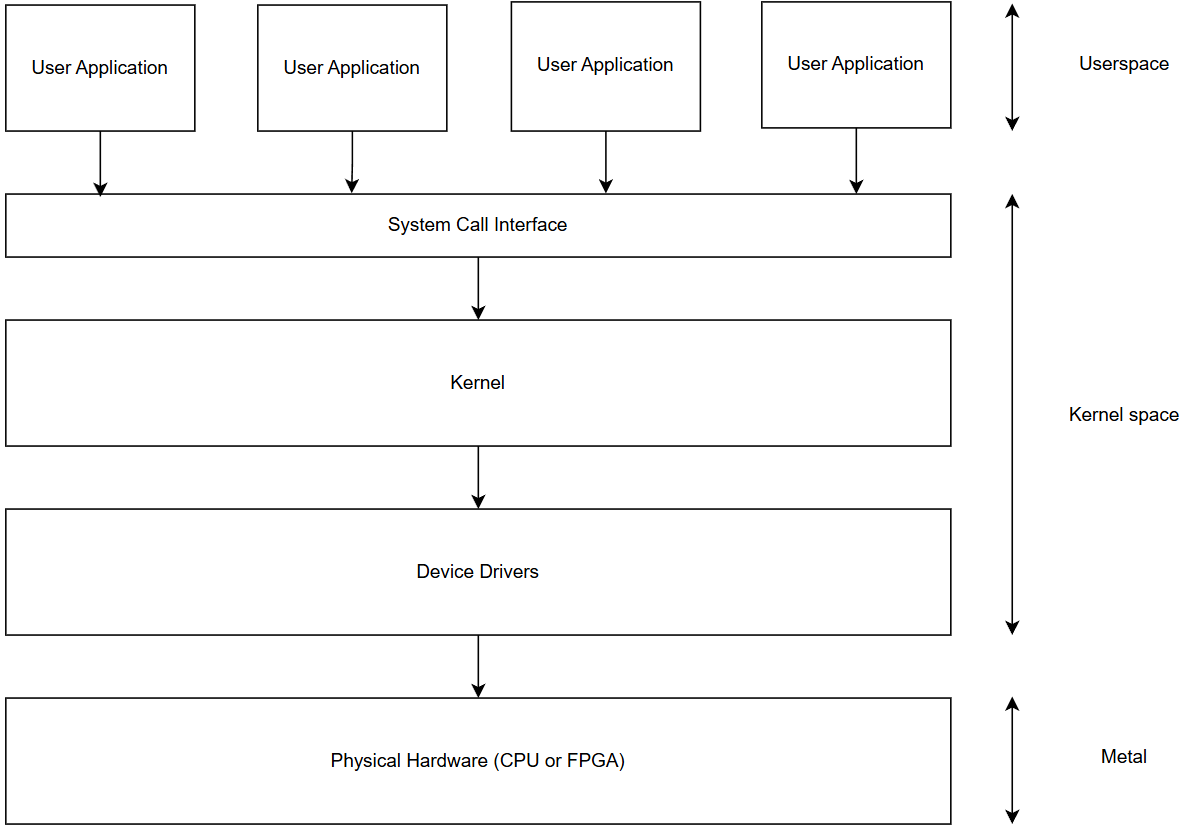 User Application
User Application
User Application
User Application
Userspace
System Call Interface
Kernel
Kernel space
Device Drivers
Physical Hardware (CPU or FPGA)
Metal